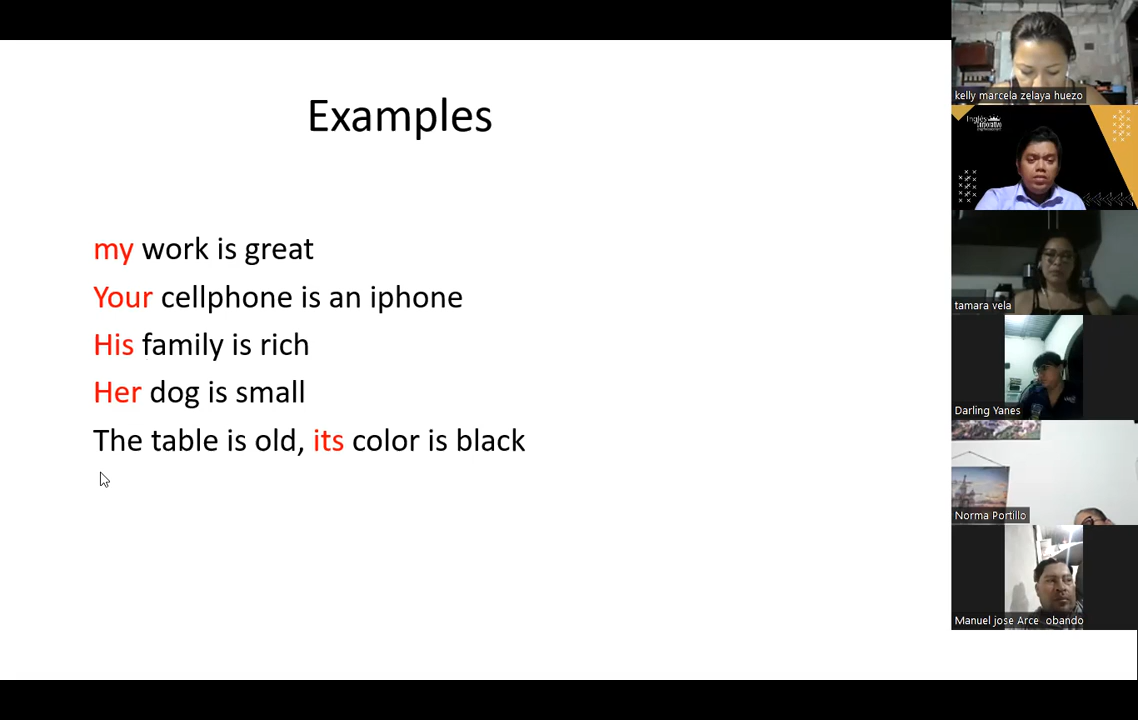 Examples
my work is great
Your cellphone is an iphone
His family is rich
Her dog is small
The table is old, its color is black
kelly marcela zelaya huezo
Inglés
tamara vela
Darling Yanes
Norma Portillo
Manuel jose Arce obando